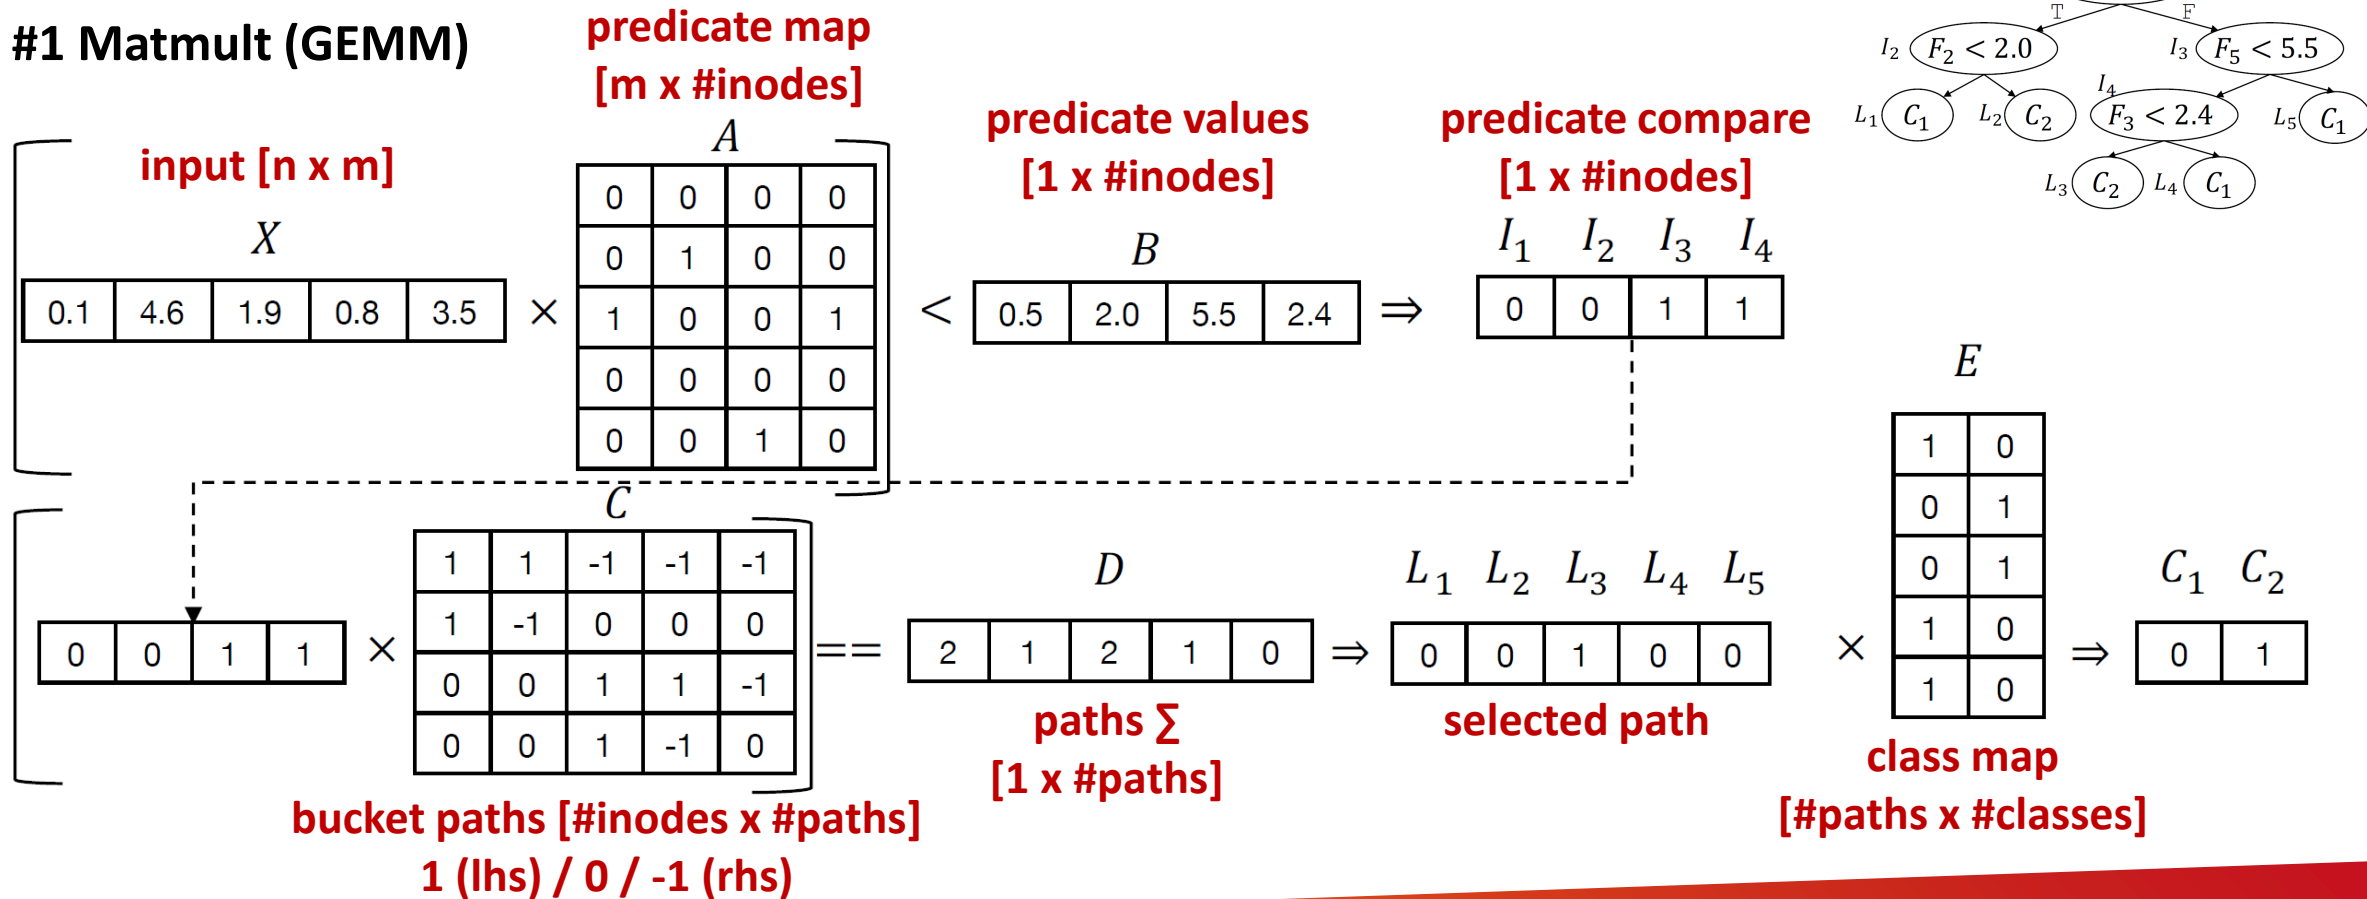 #1 Matmult (GEMM)
predicate map
[m x #inodes]
T F
I₂ F₂ < 2.0 I₃ F₅ < 5.5
I₄
L₁ C₁ L₂ C₂ F₃ < 2.4 L₅ C₁
L₃ C₂ L₄ C₁
input [n x m]
A
predicate values
[1 x #inodes]
predicate compare
[1 x #inodes]
X
0.1 4.6 1.9 0.8 3.5
×
0 0 0 0
0 1 0 0
1 0 0 1
0 0 0 0
0 0 1 0
<
B
0.5 2.0 5.5 2.4
⇒
I₁ I₂ I₃ I₄
0 0 1 1
0 0 1 1
×
C
1 1 -1 -1 -1
1 -1 0 0 0
0 0 1 1 -1
0 0 1 -1 0
==
D
2 1 2 1 0
⇒
L₁ L₂ L₃ L₄ L₅
0 0 1 0 0
×
E
1 0
0 1
0 1
1 0
1 0
⇒
C₁ C₂
0 1
paths ∑
[1 x #paths]
selected path
class map
[#paths x #classes]
bucket paths [#inodes x #paths]
1 (lhs) / 0 / -1 (rhs)